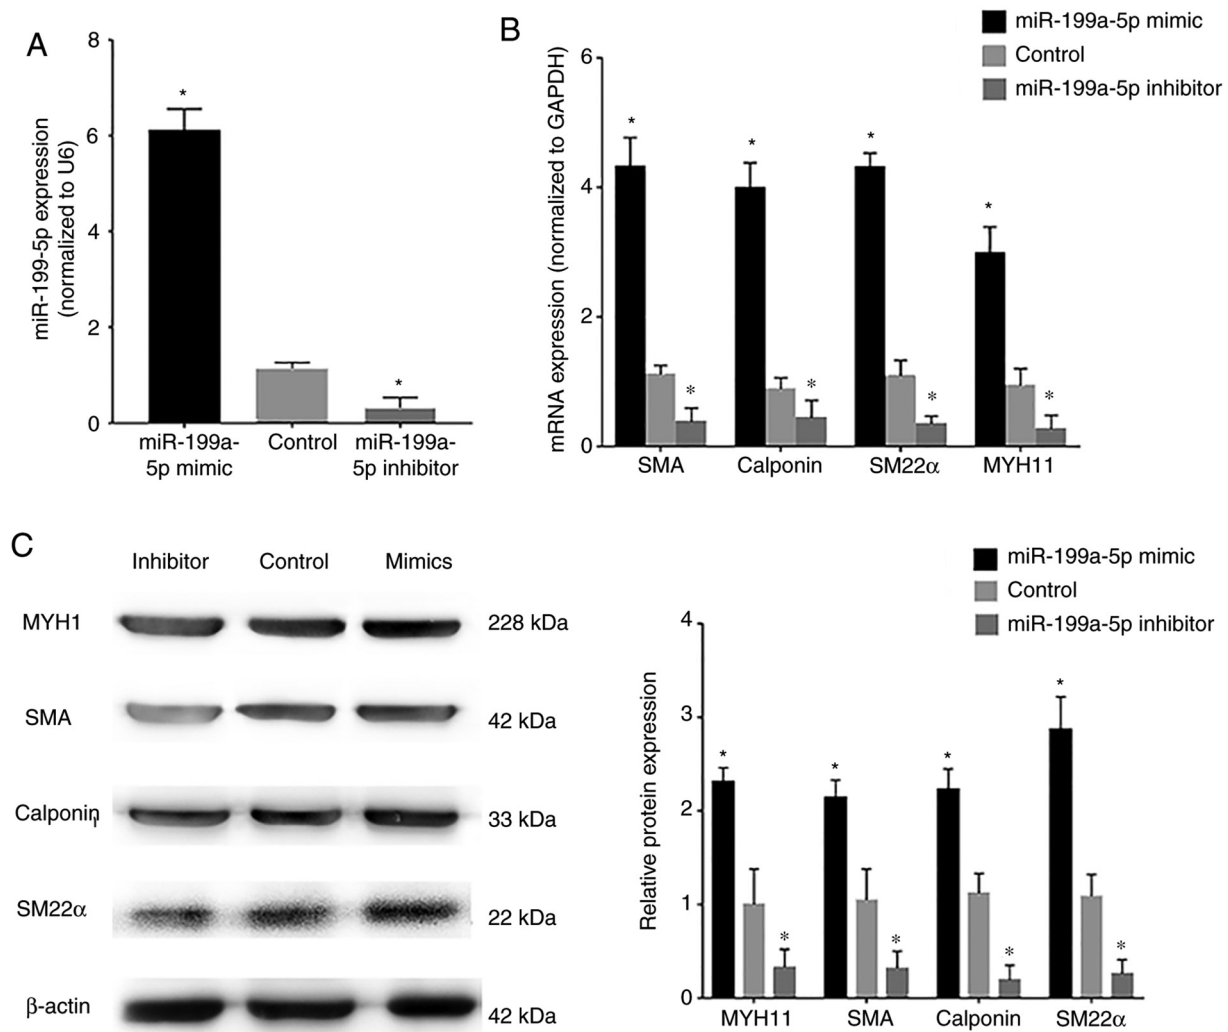 A
8
6
4
2
0
miR-199-5p expression
(normalized to U6)
*
*
miR-199a-
5p mimic
Control
miR-199a-
5p inhibitor
B
miR-199a-5p mimic
Control
miR-199a-5p inhibitor
6
4
2
0
mRNA expression (normalized to GAPDH)
* * * *
* * * *
SMA Calponin SM22α MYH11
C
Inhibitor Control Mimics
MYH1 228 kDa
SMA 42 kDa
Calponin 33 kDa
SM22α 22 kDa
β-actin 42 kDa
miR-199a-5p mimic
Control
miR-199a-5p inhibitor
4
3
2
1
0
Relative protein expression
* * * *
* * * *
MYH11 SMA Calponin SM22α